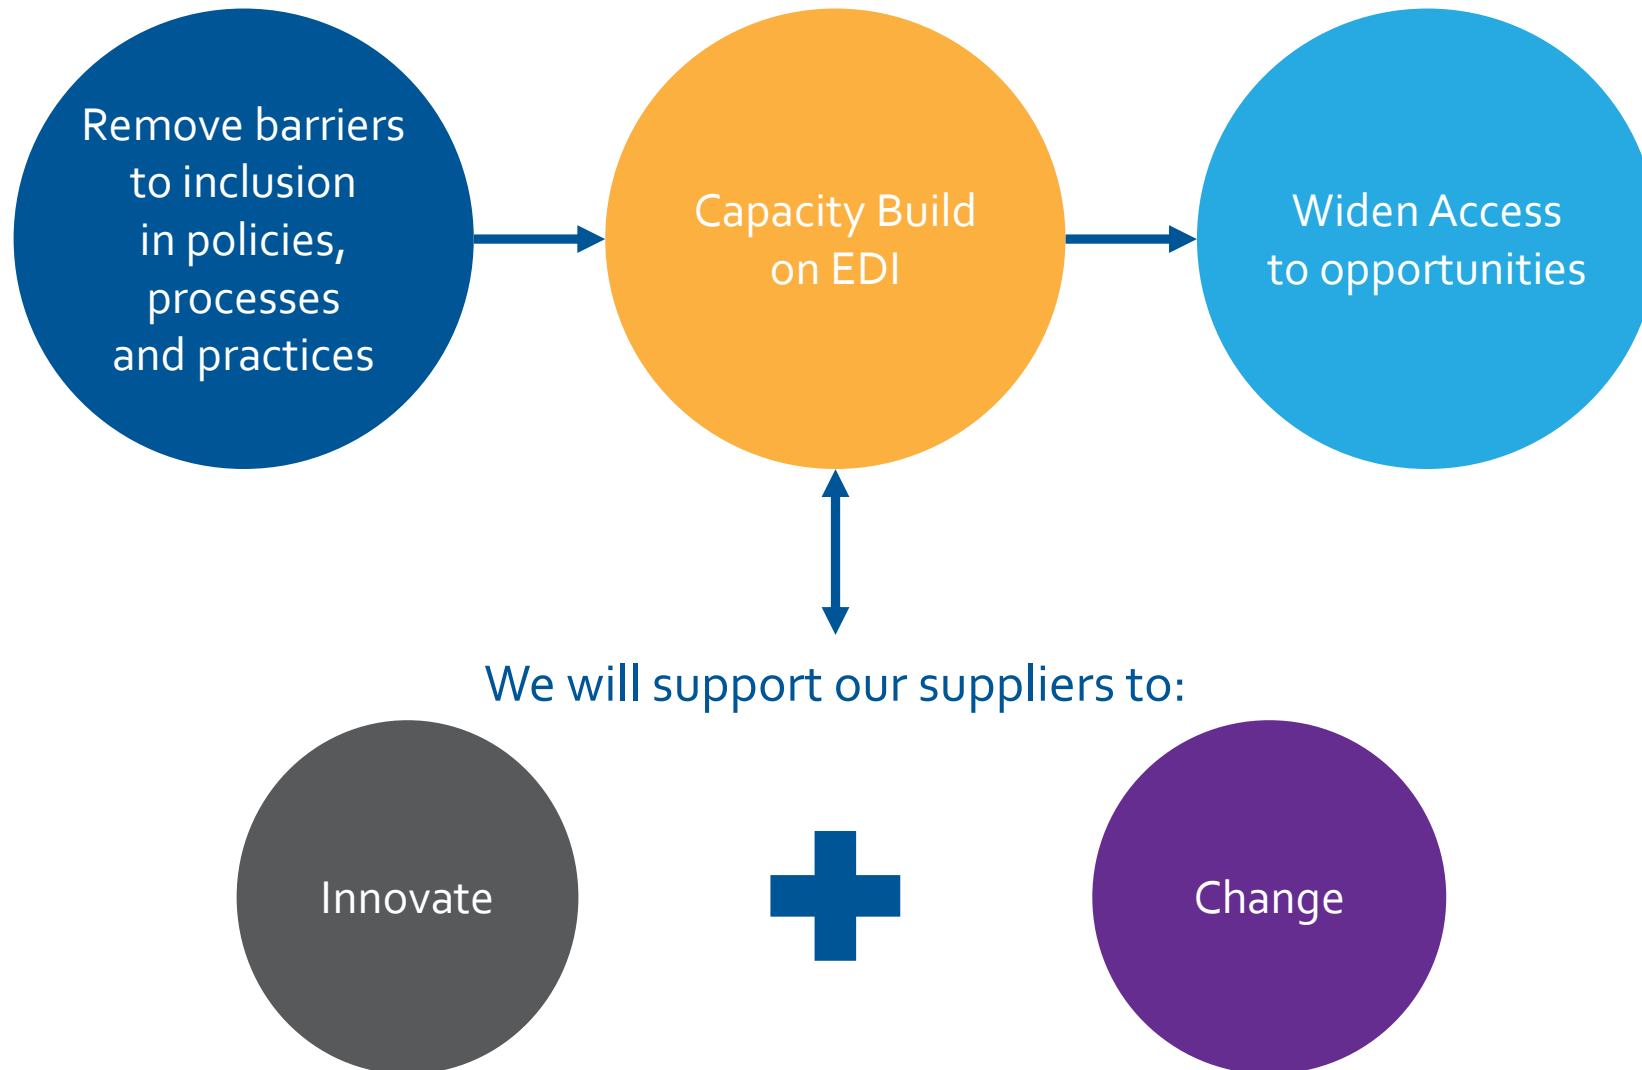 Remove barriers
to inclusion
in policies,
processes
and practices
Capacity Build
on EDI
Widen Access
to opportunities
We will support our suppliers to:
Innovate
Change